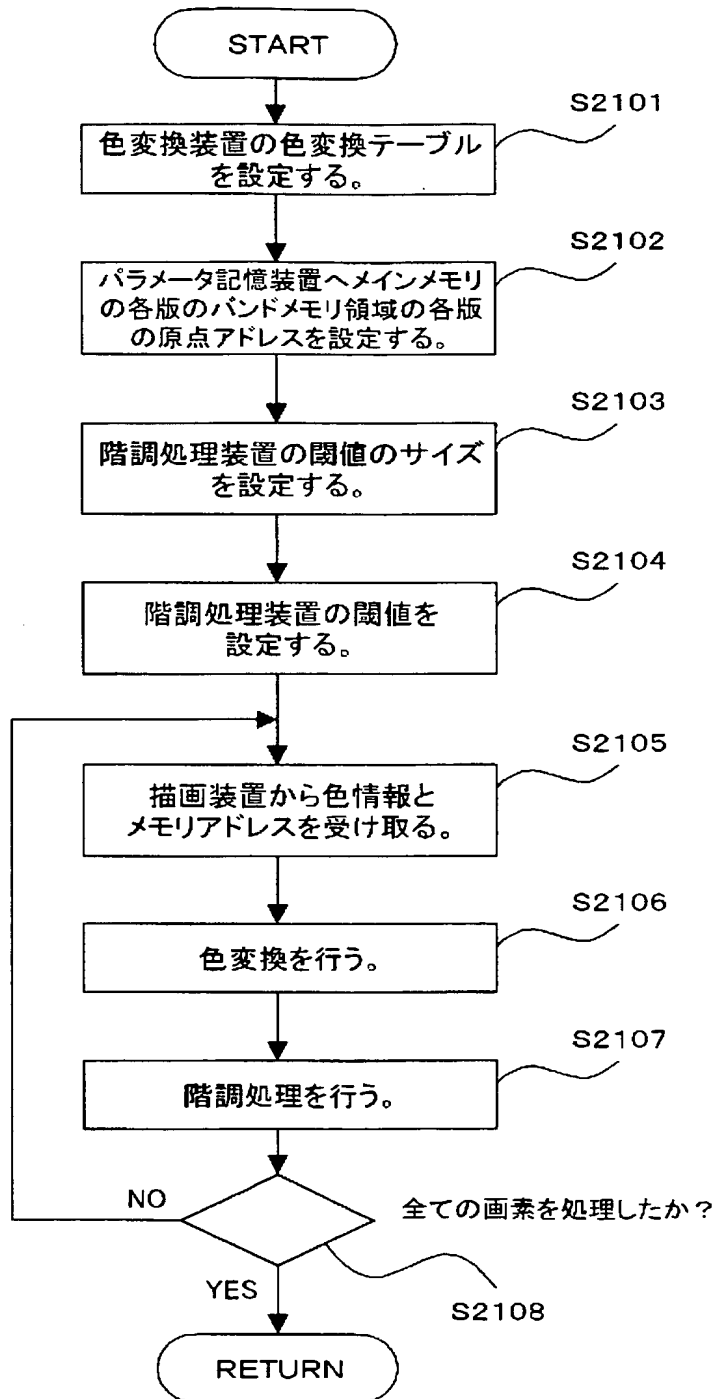 START
S2101
色変換装置の色変換テーブル
を設定する。
S2102
パラメータ記憶装置へメインメモリ
の各版のバンドメモリ領域の各版
の原点アドレスを設定する。
S2103
階調処理装置の閾値のサイズ
を設定する。
S2104
階調処理装置の閾値を
設定する。
S2105
描画装置から色情報と
メモリアドレスを受け取る。
S2106
色変換を行う。
S2107
階調処理を行う。
NO
全ての画素を処理したか？
YES
S2108
RETURN